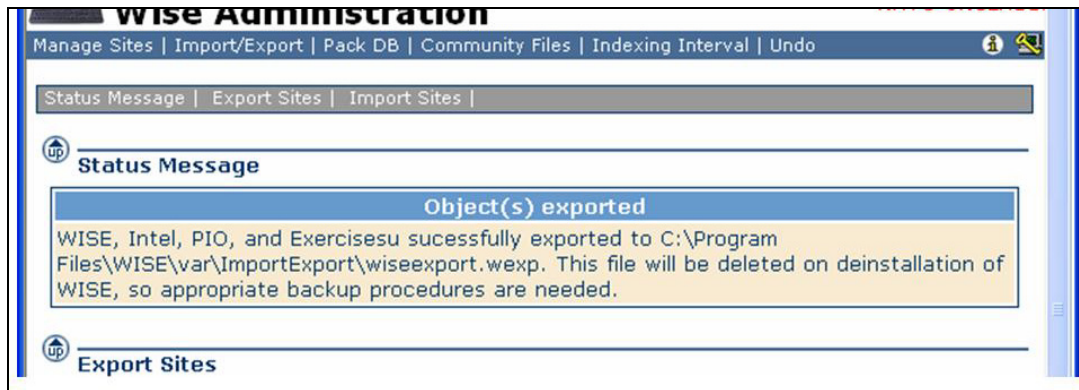 Wise Administration
Manage Sites | Import/Export | Pack DB | Community Files | Indexing Interval | Undo
Status Message | Export Sites | Import Sites |
up
Status Message
Object(s) exported
WISE, Intel, PIO, and Exercisesu sucessfully exported to C:\Program
Files\WISE\var\ImportExport\wiseexport.wexp. This file will be deleted on deinstallation of
WISE, so appropriate backup procedures are needed.
up
Export Sites